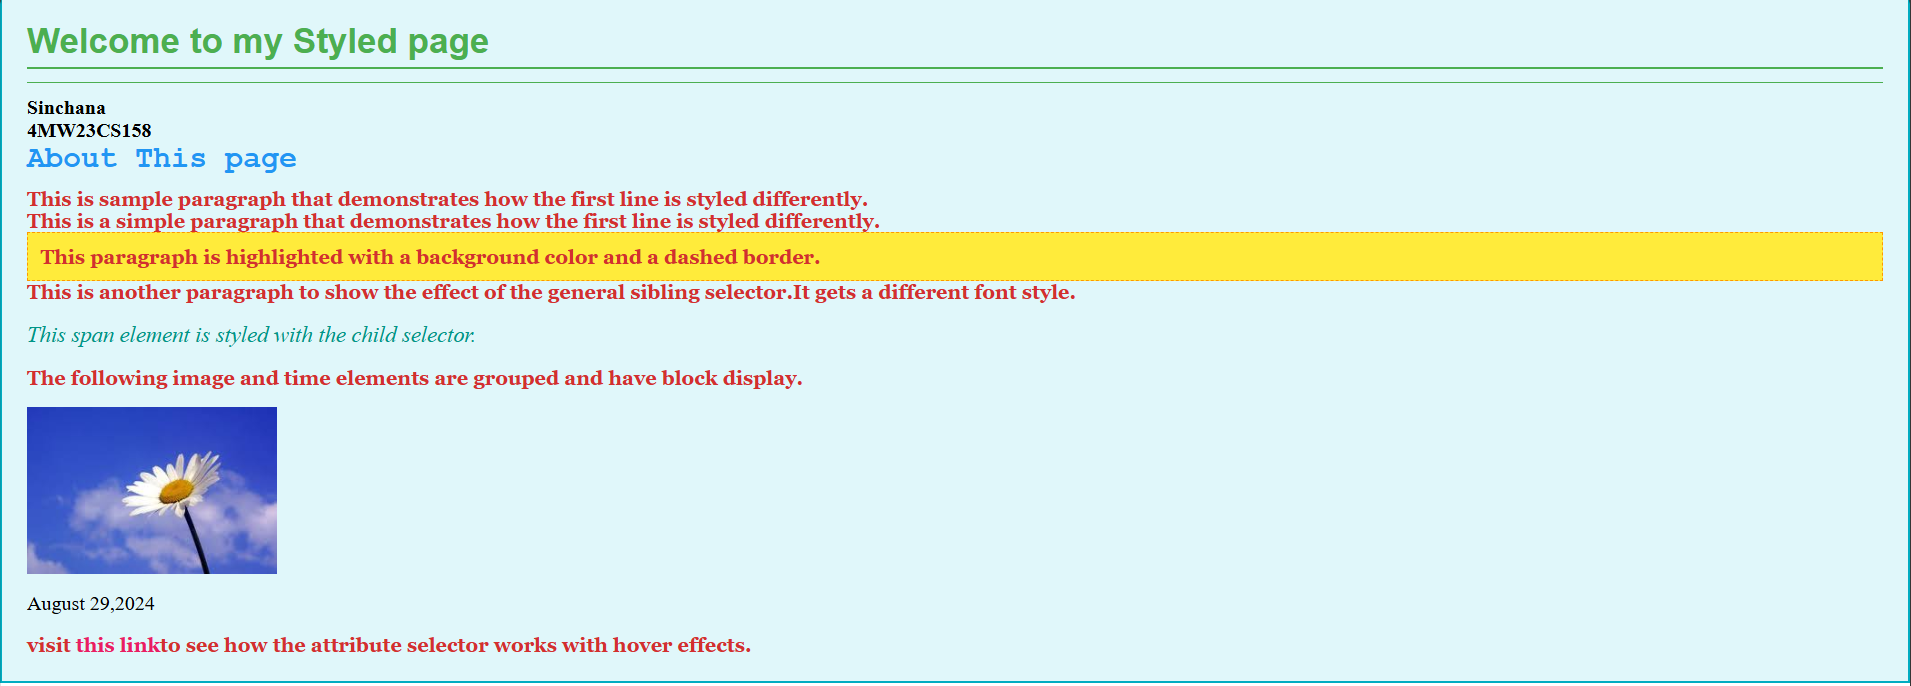 Welcome to my Styled page
Sinchana
4MW23CS158
About This page
This is sample paragraph that demonstrates how the first line is styled differently.
This is a simple paragraph that demonstrates how the first line is styled differently.
This paragraph is highlighted with a background color and a dashed border.
This is another paragraph to show the effect of the general sibling selector.It gets a different font style.
This span element is styled with the child selector.
The following image and time elements are grouped and have block display.
August 29,2024
visit this linkto see how the attribute selector works with hover effects.